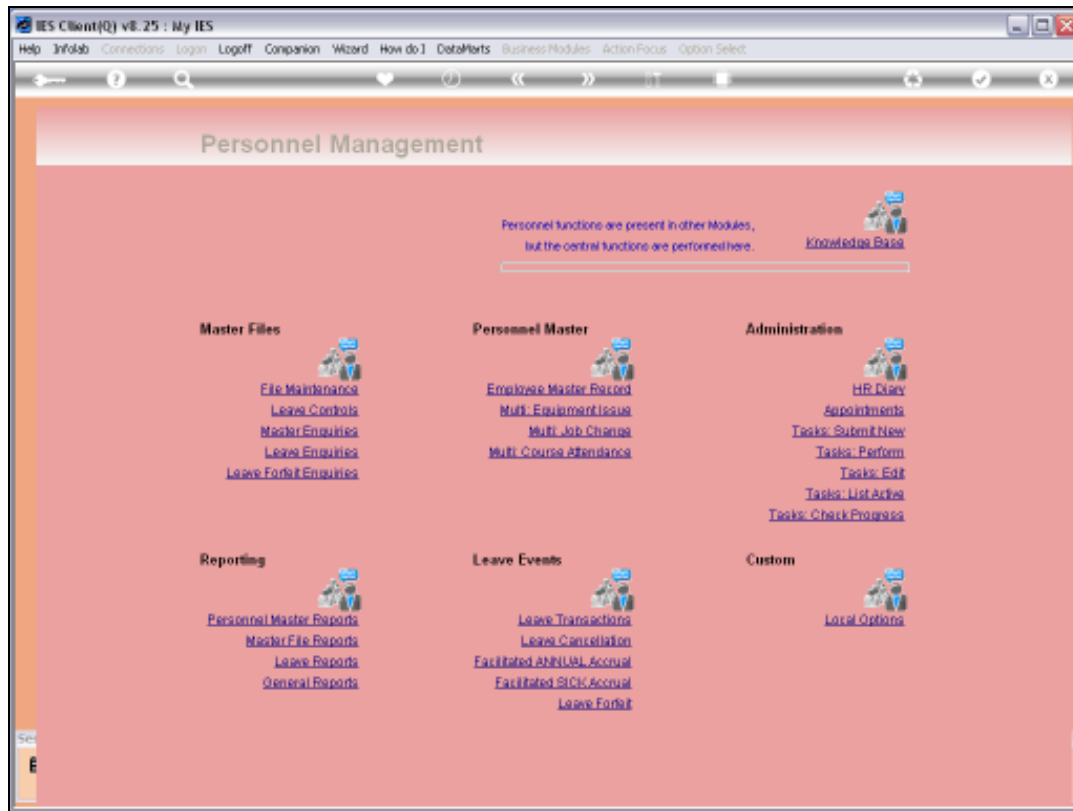 IES Client(Q) v8.25 : My IES
Help Infolab Connections Logon Logoff Companion Wizard How do I DataMarts Business Modules Action Focus Option Select
Personnel Management
Personnel functions are present in other Modules,
but the central functions are performed here.
Knowledge Base
Master Files
File Maintenance
Leave Controls
Master Enquiries
Leave Enquiries
Leave Forfeit Enquiries
Personnel Master
Employee Master Record
Multi: Equipment Issue
Multi: Job Change
Multi: Course Attendance
Administration
HR Diary
Appointments
Tasks: Submit New
Tasks: Perform
Tasks: Edit
Tasks: List Active
Tasks: Check Progress
Reporting
Personnel Master Reports
Master File Reports
Leave Reports
General Reports
Leave Events
Leave Transactions
Leave Cancellation
Facilitated ANNUAL Accrual
Facilitated SICK Accrual
Leave Forfeit
Custom
Local Options